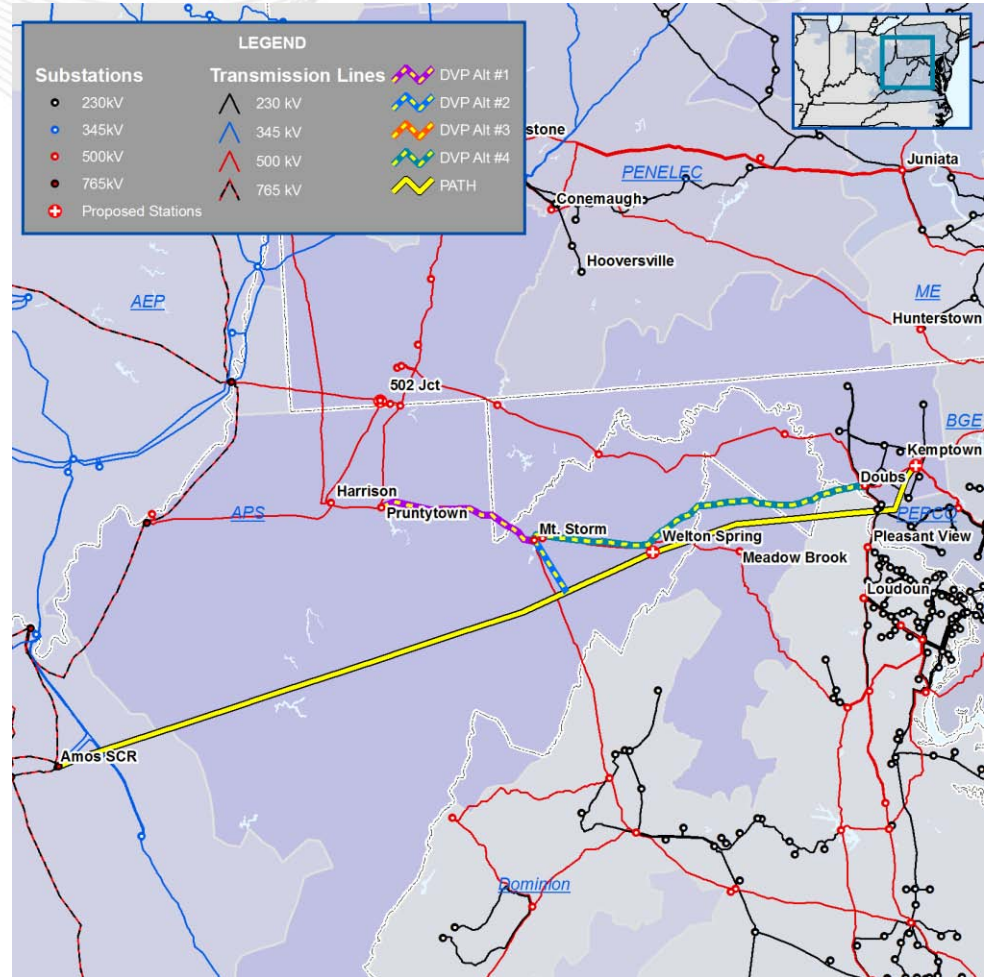 LEGEND
Substations
230kV
345kV
500kV
765kV
Proposed Stations
Transmission Lines
230 kV
345 kV
500 kV
765 kV
DVP Alt #1
DVP Alt #2
DVP Alt #3
DVP Alt #4
PATH
stone
Juniata
PENELEC
Conemaugh
Hooversville
AEP
ME
Hunterstown
502 Jct
BGE
Kemptown
Doubs
Harrison
APS
Pruntytown
PEPCO
Mt. Storm
Welton Spring
Pleasant View
Meadow Brook
Loudoun
Amos SCR
Dominion